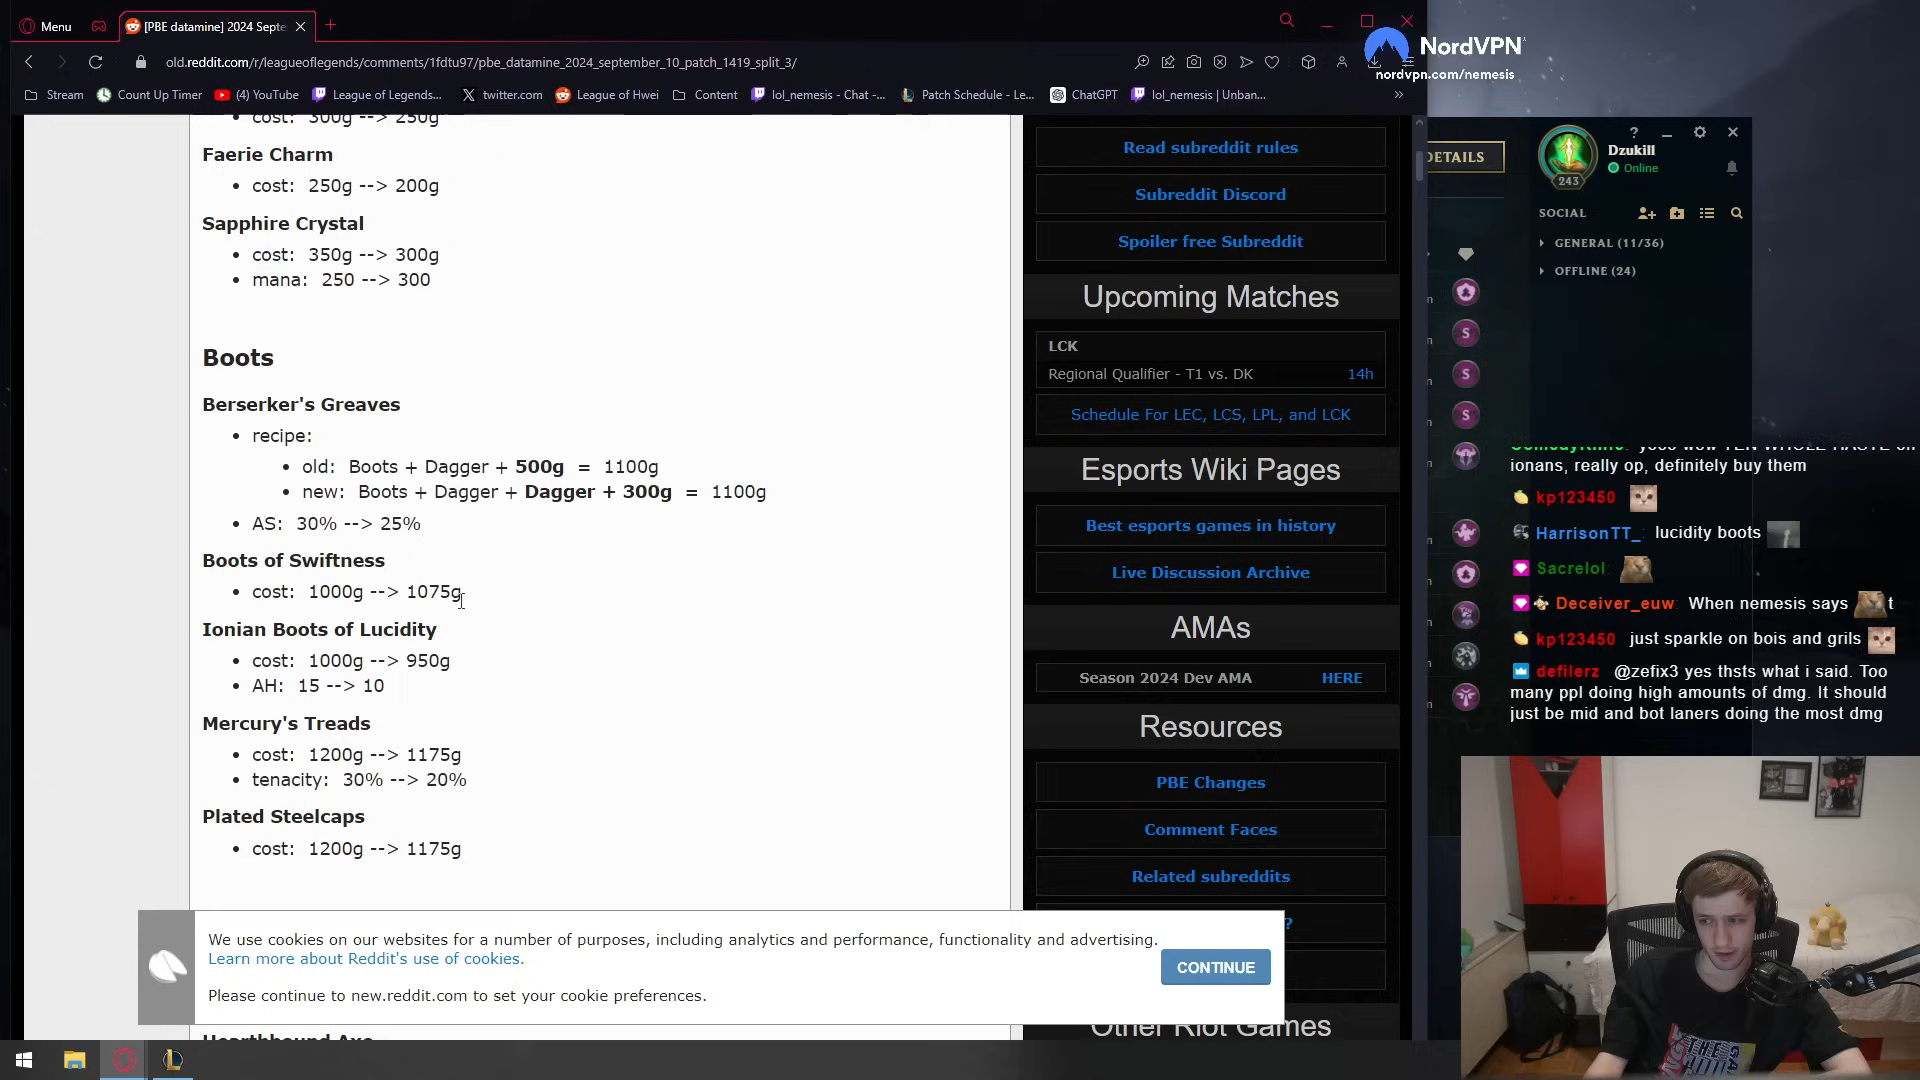 Menu
[PBE datamine] 2024 Septe
old.reddit.com/r/leagueoflegends/comments/1fdtu97/pbe_datamine_2024_september_10_patch_1419_split_3/
NordVPN
nordvpn.com/nemesis
Stream
Count Up Timer
(4) YouTube
League of Legends...
twitter.com
League of Hwei
Content
lol_nemesis - Chat -...
Patch Schedule - Le...
ChatGPT
lol_nemesis | Unban...
cost: 300g --> 250g
Faerie Charm
cost: 250g --> 200g
Sapphire Crystal
cost: 350g --> 300g
mana: 250 --> 300
Boots
Berserker's Greaves
recipe:
old: Boots + Dagger + 500g = 1100g
new: Boots + Dagger + Dagger + 300g = 1100g
AS: 30% --> 25%
Boots of Swiftness
cost: 1000g --> 1075g
Ionian Boots of Lucidity
cost: 1000g --> 950g
AH: 15 --> 10
Mercury's Treads
cost: 1200g --> 1175g
tenacity: 30% --> 20%
Plated Steelcaps
cost: 1200g --> 1175g
We use cookies on our websites for a number of purposes, including analytics and performance, functionality and advertising.
Learn more about Reddit's use of cookies.
Please continue to new.reddit.com to set your cookie preferences.
CONTINUE
Hearthbound Axe
Read subreddit rules
Subreddit Discord
Spoiler free Subreddit
Upcoming Matches
LCK
Regional Qualifier - T1 vs. DK 14h
Schedule For LEC, LCS, LPL, and LCK
Esports Wiki Pages
Best esports games in history
Live Discussion Archive
AMAs
Season 2024 Dev AMA HERE
Resources
PBE Changes
Comment Faces
Related subreddits
?
Other Riot Games
DETAILS
Dzukill
Online
243
SOCIAL
GENERAL (11/36)
OFFLINE (24)
S
S
S
ionans, really op, definitely buy them
kp123450
HarrisonTT_: lucidity boots
Sacrelol
Deceiver_euw: When nemesis says t
kp123450 just sparkle on bois and grils
defilerz @zefix3 yes thsts what i said. Too
many ppl doing high amounts of dmg. It should
just be mid and bot laners doing the most dmg